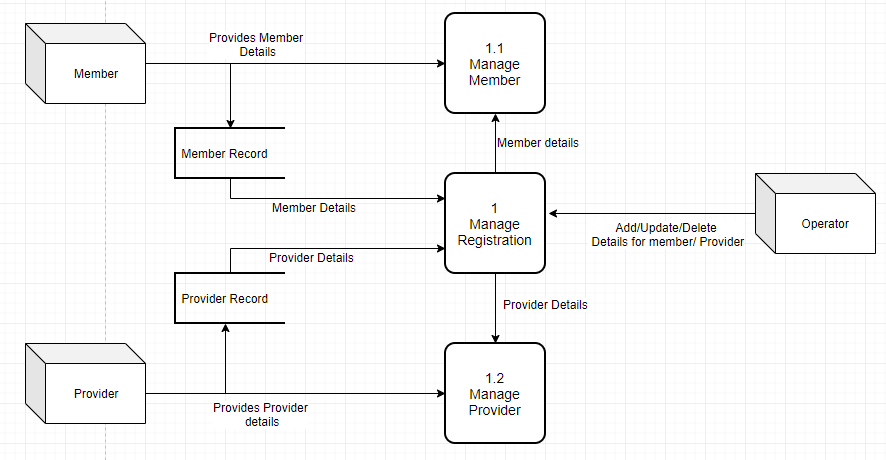 Provides Member
Details
1.1
Manage
Member
Member
Member details
Member Record
Member Details
1
Manage
Registration
Add/Update/Delete
Details for member/ Provider
Operator
Provider Details
Provider Record
Provider Details
1.2
Manage
Provider
Provider
Provides Provider
details